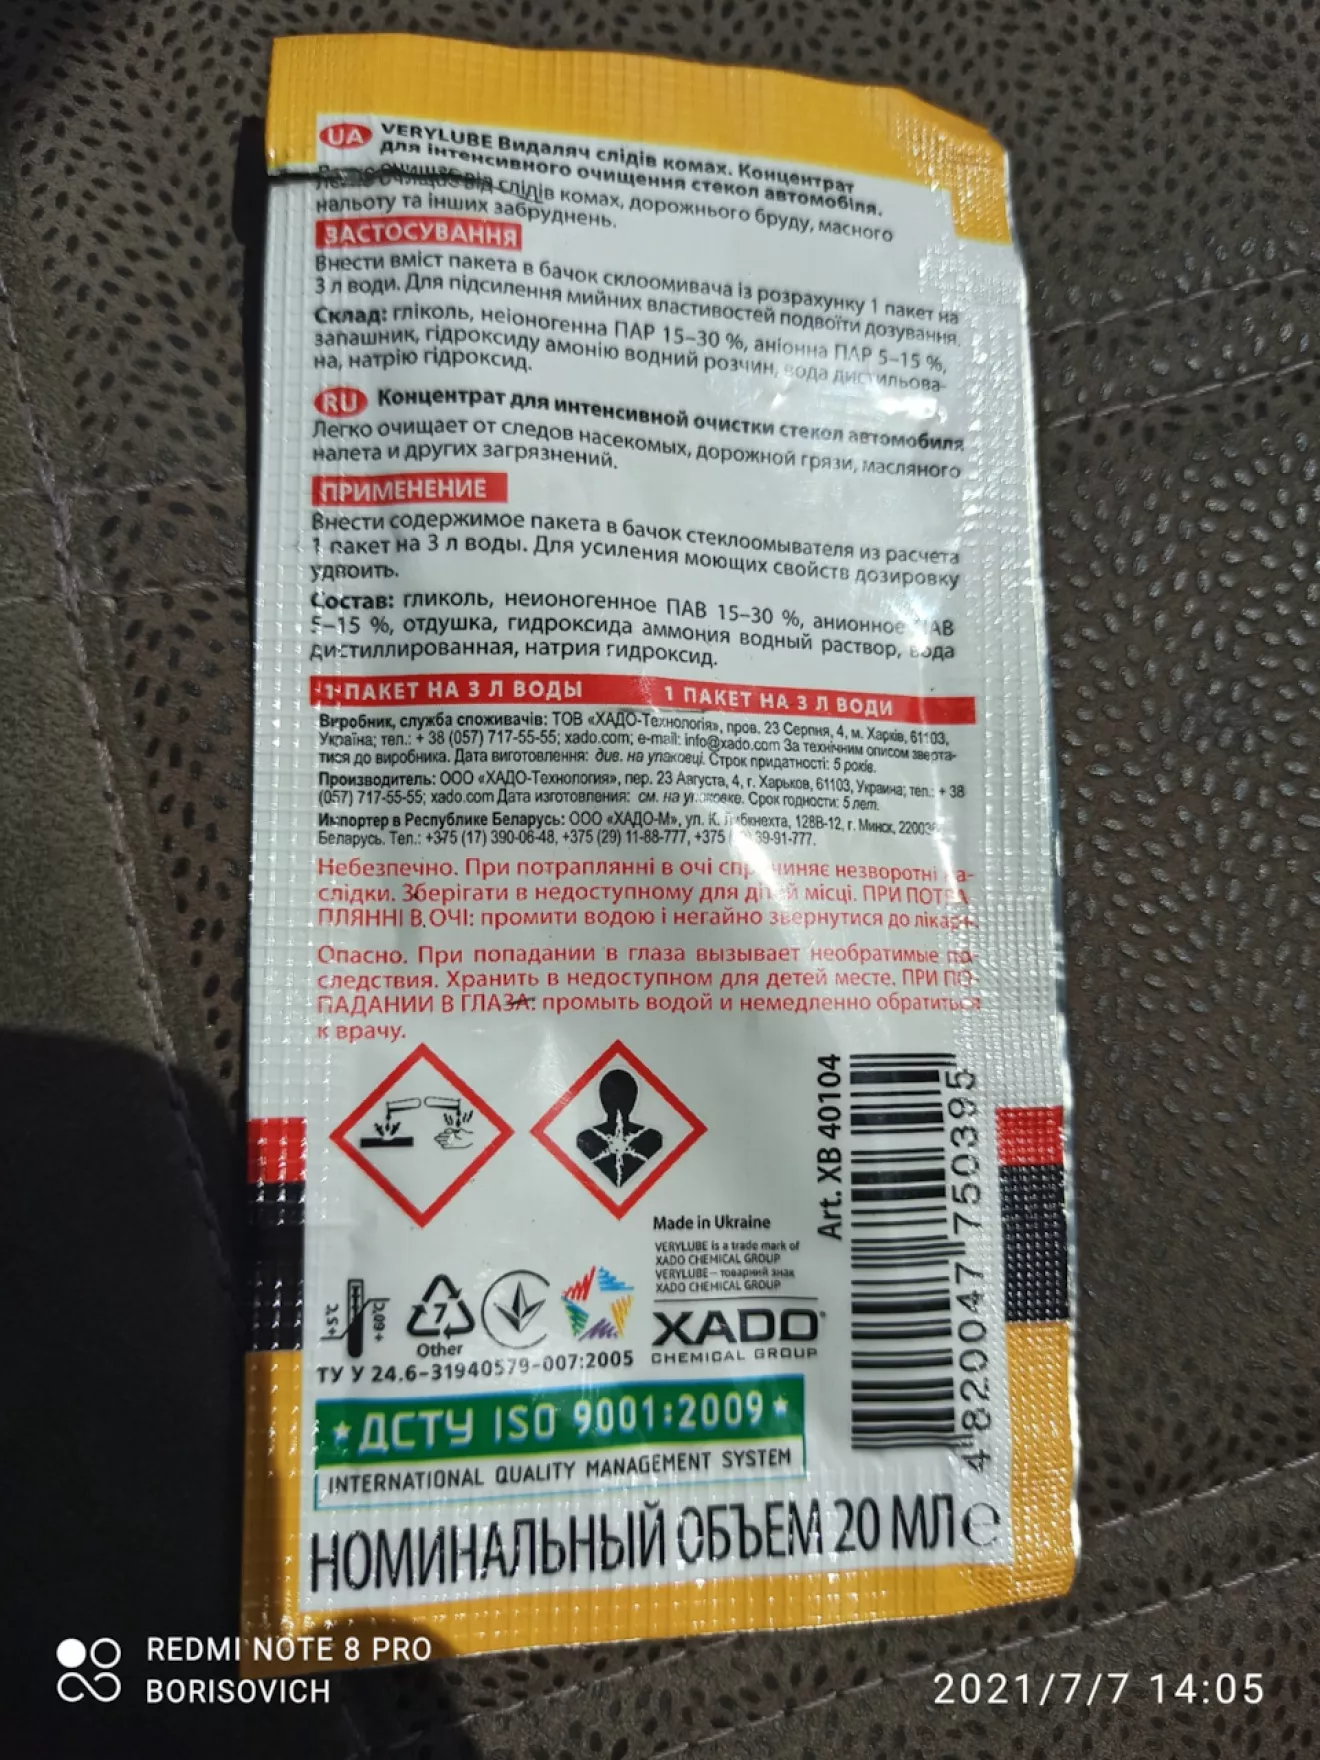 UA VERYLUBE Видаляч слідів комах. Концентрат
для інтенсивного очищення стекол автомобіля.
очищає від слідів комах, дорожнього бруду, масляного
нальоту та інших забруднень.
ЗАСТОСУВАННЯ
Внести вміст пакета в бачок склоомивача із розрахунку 1 пакет на
3 л води. Для підсилення мийних властивостей подвоїти дозування.
Склад: гліколь, неіоногенна ПАР 15–30 %, аніонна ПАР 5–15 %,
запашник, гідроксиду амонію водний розчин, вода дистильова-
на, натрію гідроксид.
RU Концентрат для интенсивной очистки стекол автомобиля
Легко очищает от следов насекомых, дорожной грязи, масляного
налета и других загрязнений.
ПРИМЕНЕНИЕ
Внести содержимое пакета в бачок стеклоомывателя из расчета
1 пакет на 3 л воды. Для усиления моющих свойств дозировку
удвоить.
Состав: гликоль, неионогенное ПАВ 15–30 %, анионное ПАВ
5–15 %, отдушка, гидроксида аммония водный раствор, вода
дистиллированная, натрия гидроксид.
1 ПАКЕТ НА 3 Л ВОДЫ 1 ПАКЕТ НА 3 Л ВОДИ
Виробник, служба споживачів: ТОВ «ХАДО-Технологія», пров. 23 Серпня, 4, м. Харків, 61103,
Україна; тел.: + 38 (057) 717-55-55; xado.com; e-mail: info@xado.com За технічним описом зверта-
тися до виробника. Дата виготовлення: див. на упаковці. Строк придатності: 5 років.
Производитель: ООО «ХАДО-Технология», пер. 23 Августа, 4, г. Харьков, 61103, Украина; тел.: + 38
(057) 717-55-55; xado.com Дата изготовления: см. на упаковке. Срок годности: 5 лет.
Импортер в Республике Беларусь: ООО «ХАДО-М», ул. К. Либкнехта, 128В-12, г. Минск,
Беларусь. Тел.: +375 (17) 390-06-48, +375 (29) 11-88-777, +375 39-91-777.
Небезпечно. При потраплянні в очі спричиняє незворотні на-
слідки. Зберігати в недоступному для дітей місці. ПРИ ПОТРА
ПЛЯННІ В ОЧІ: промити водою і негайно звернутися до лікаря.
Опасно. При попадании в глаза вызывает необратимые по-
следствия. Хранить в недоступном для детей месте. ПРИ ПО-
ПАДАНИИ В ГЛАЗА: промыть водой и немедленно обратиться
к врачу.
Art. XB 40104
4 820047 750395
Made in Ukraine
VERYLUBE is a trade mark of
XADO CHEMICAL GROUP
VERYLUBE – товарний знак
XADO CHEMICAL GROUP
XADO
CHEMICAL GROUP
+5°C
+60°C
7
Other
ТУ У 24.6-31940579-007:2005
ДСТУ ISO 9001:2009
INTERNATIONAL QUALITY MANAGEMENT SYSTEM
НОМИНАЛЬНЫЙ ОБЪЕМ 20 МЛ ℮
REDMI NOTE 8 PRO
BORISOVICH
2021/7/7 14:05